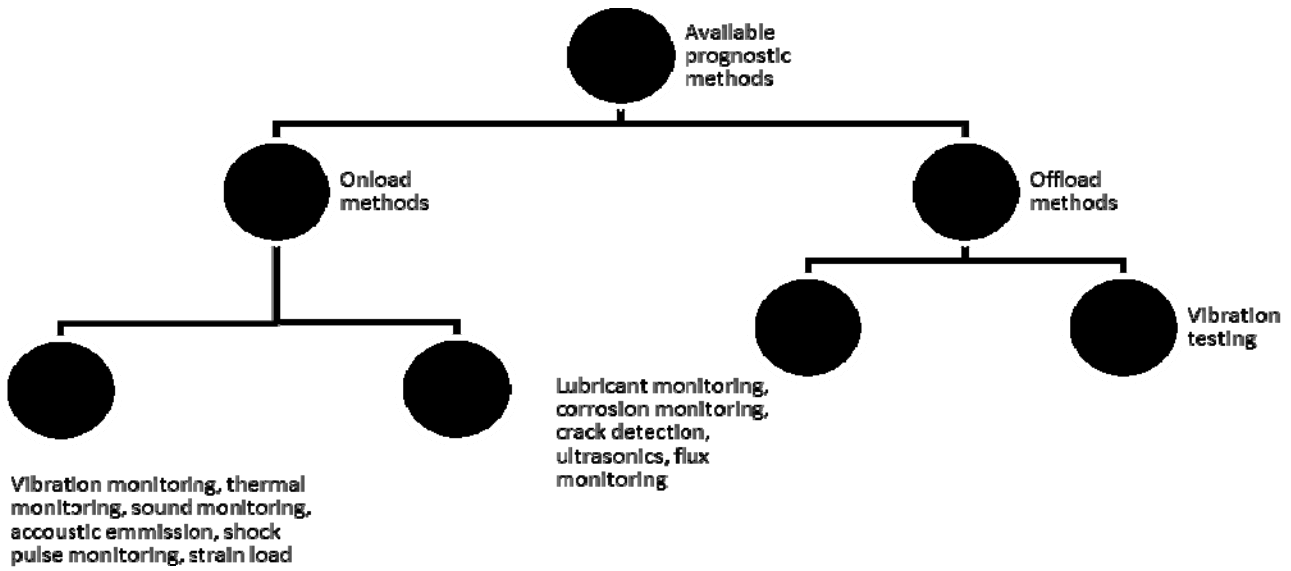 Available
prognostic
methods
Onload
methods
Offload
methods
Vibration
testing
Lubricant monitoring,
corrosion monitoring,
crack detection,
ultrasonics, flux
monitoring
Vibration monitoring, thermal
monitoring, sound monitoring,
accoustic emmission, shock
pulse monitoring, strain load